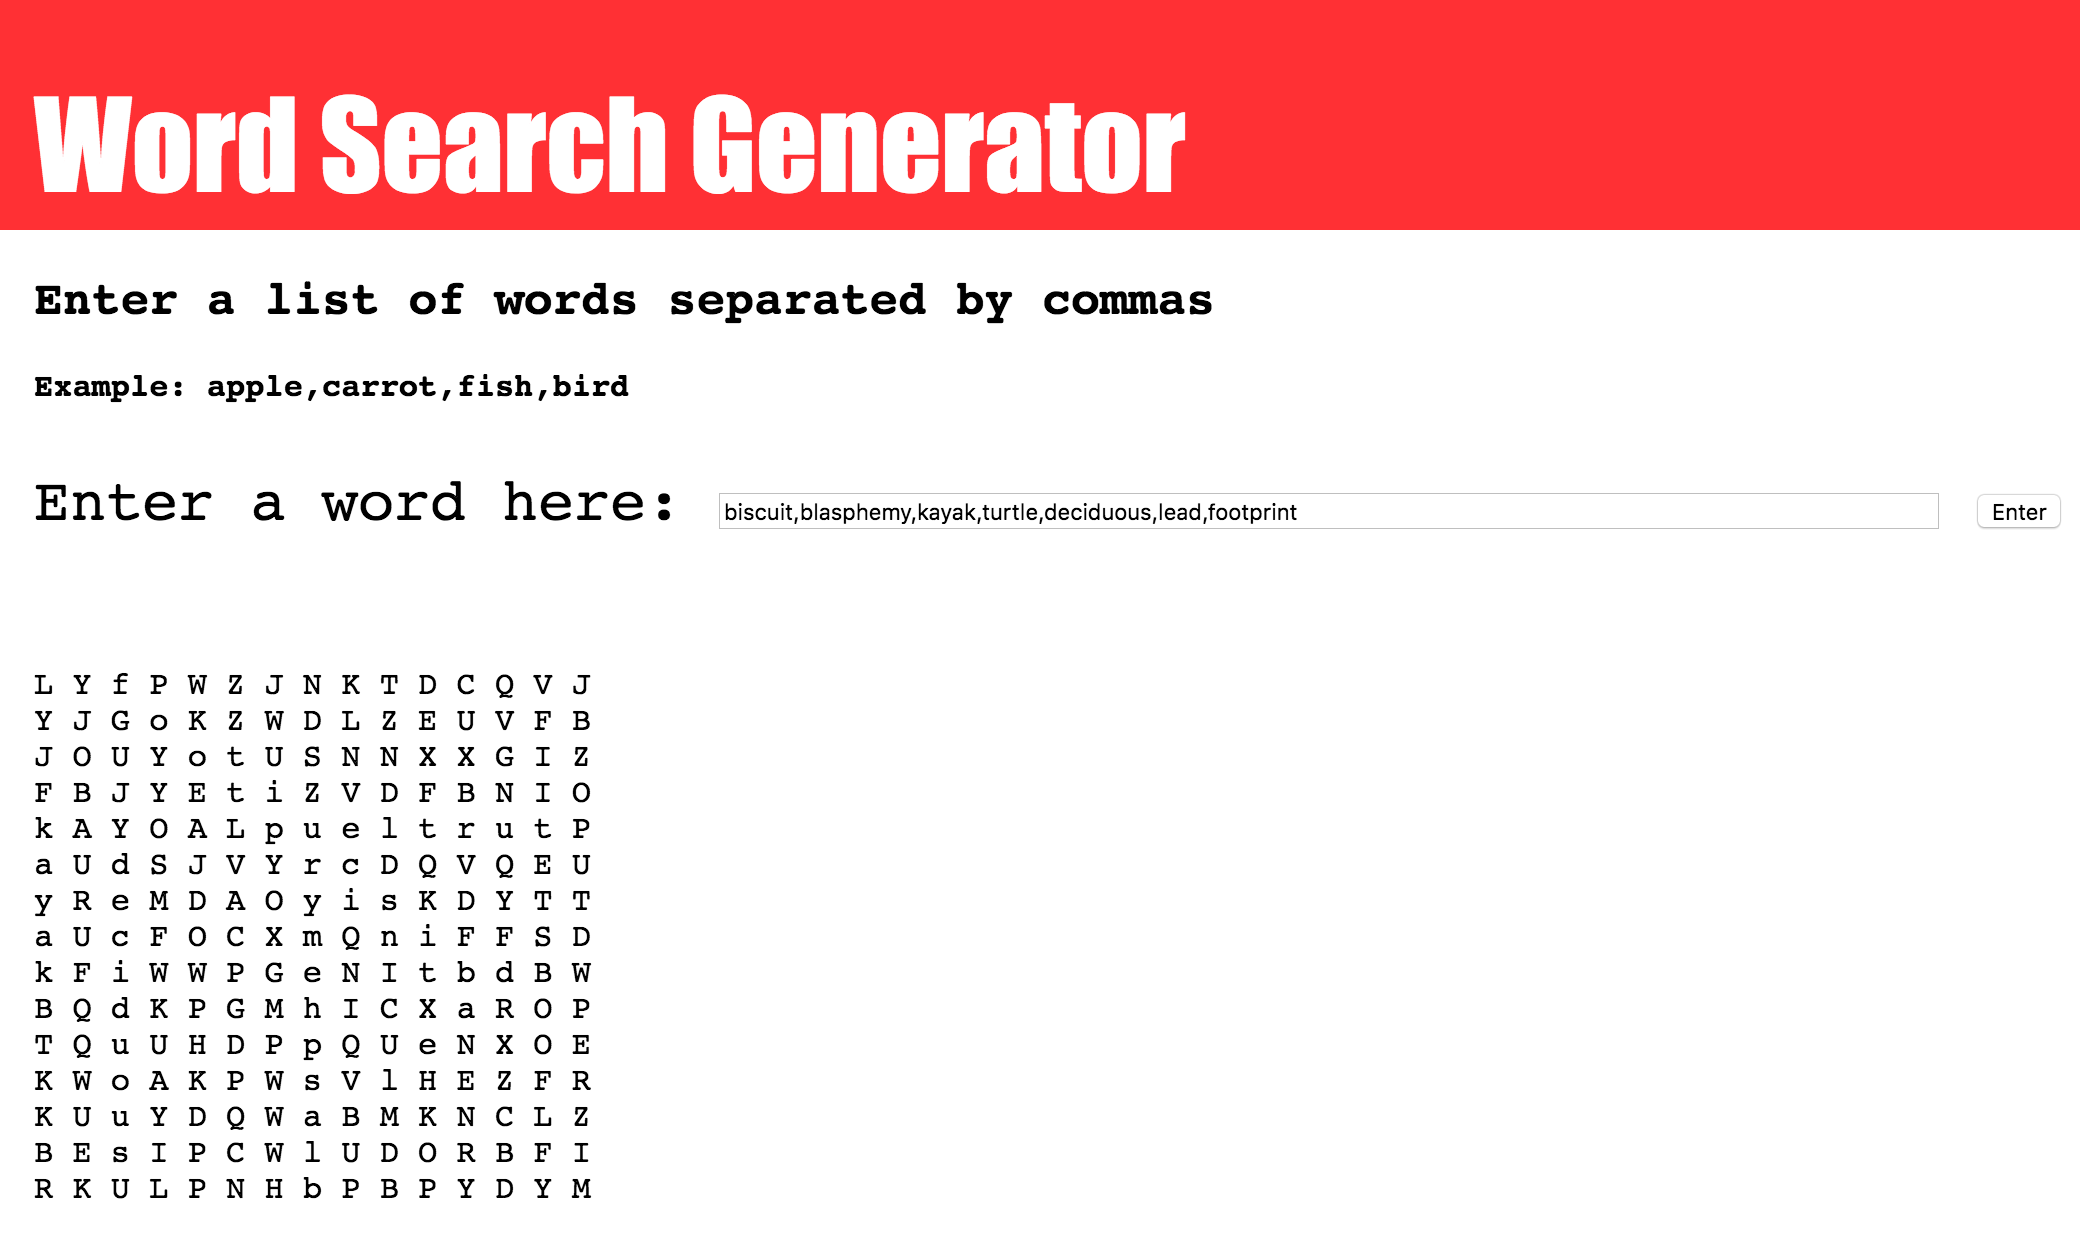 Word Search Generator
Enter a list of words separated by commas
Example: apple,carrot,fish,bird
Enter a word here: biscuit,blasphemy,kayak,turtle,deciduous,lead,footprint Enter
L Y f P W Z J N K T D C Q V J
Y J G o K Z W D L Z E U V F B
J O U Y o t U S N N X X G I Z
F B J Y E t i Z V D F B N I O
k A Y O A L p u e l t r u t P
a U d S J V Y r c D Q V Q E U
y R e M D A O y i s K D Y T T
a U c F O C X m Q n i F F S D
k F i W W P G e N I t b d B W
B Q d K P G M h I C X a R O P
T Q u U H D P p Q U e N X O E
K W o A K P W s V l H E Z F R
K U u Y D Q W a B M K N C L Z
B E s I P C W l U D O R B F I
R K U L P N H b P B P Y D Y M